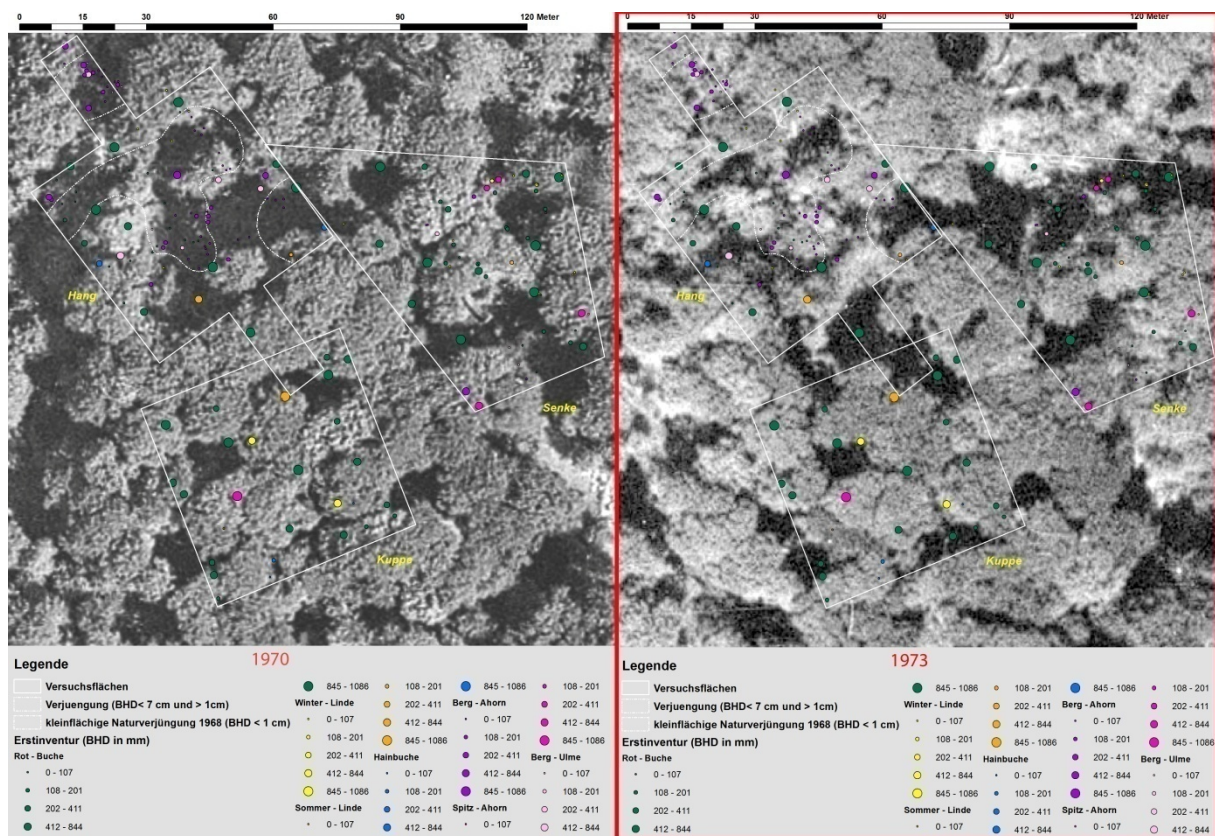 0 15 30 60 90 120 Meter
Hang
Senke
Kuppe
1970
Legende
Versuchsflächen
Verjuengung (BHD< 7 cm und > 1cm)
kleinflächige Naturverjüngung 1968 (BHD < 1 cm)
Erstinventur (BHD in mm)
Rot - Buche
0 - 107
108 - 201
202 - 411
412 - 844
845 - 1086
Winter - Linde
0 - 107
108 - 201
202 - 411
412 - 844
845 - 1086
Sommer - Linde
0 - 107
108 - 201
202 - 411
412 - 844
845 - 1086
Hainbuche
0 - 107
108 - 201
202 - 411
412 - 844
845 - 1086
Berg - Ahorn
0 - 107
108 - 201
202 - 411
412 - 844
845 - 1086
Spitz - Ahorn
0 - 107
108 - 201
202 - 411
412 - 844
845 - 1086
Berg - Ulme
0 - 107
108 - 201
202 - 411
412 - 844
0 15 30 60 90 120 Meter
Hang
Senke
Kuppe
1973
Legende
Versuchsflächen
Verjuengung (BHD< 7 cm und > 1cm)
kleinflächige Naturverjüngung 1968 (BHD < 1 cm)
Erstinventur (BHD in mm)
Rot - Buche
0 - 107
108 - 201
202 - 411
412 - 844
845 - 1086
Winter - Linde
0 - 107
108 - 201
202 - 411
412 - 844
845 - 1086
Sommer - Linde
0 - 107
108 - 201
202 - 411
412 - 844
845 - 1086
Hainbuche
0 - 107
108 - 201
202 - 411
412 - 844
845 - 1086
Berg - Ahorn
0 - 107
108 - 201
202 - 411
412 - 844
845 - 1086
Spitz - Ahorn
0 - 107
108 - 201
202 - 411
412 - 844
845 - 1086
Berg - Ulme
0 - 107
108 - 201
202 - 411
412 - 844